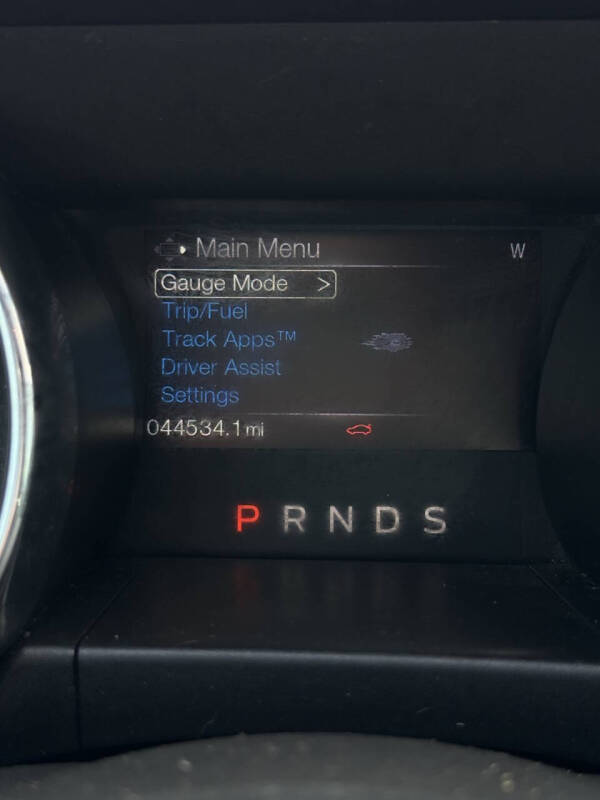 Main Menu W
Gauge Mode >
Trip/Fuel
Track Apps™
Driver Assist
Settings
044534.1 mi
P R N D S